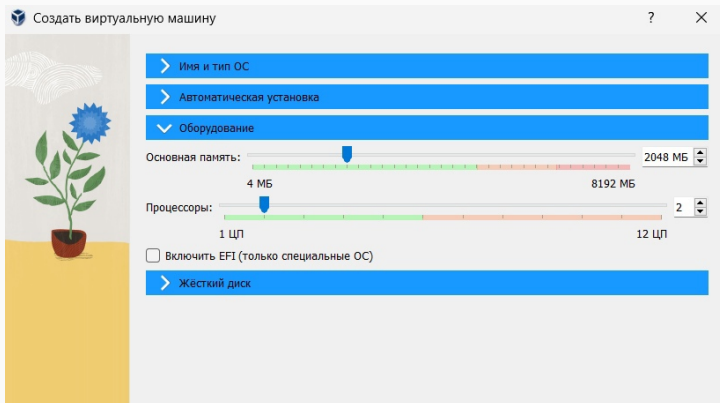 Создать виртуальную машину
?
Имя и тип ОС
Автоматическая установка
Оборудование
Основная память:
2048 МБ
4 МБ
8192 МБ
Процессоры:
2
1 ЦП
12 ЦП
Включить EFI (только специальные ОС)
Жёсткий диск